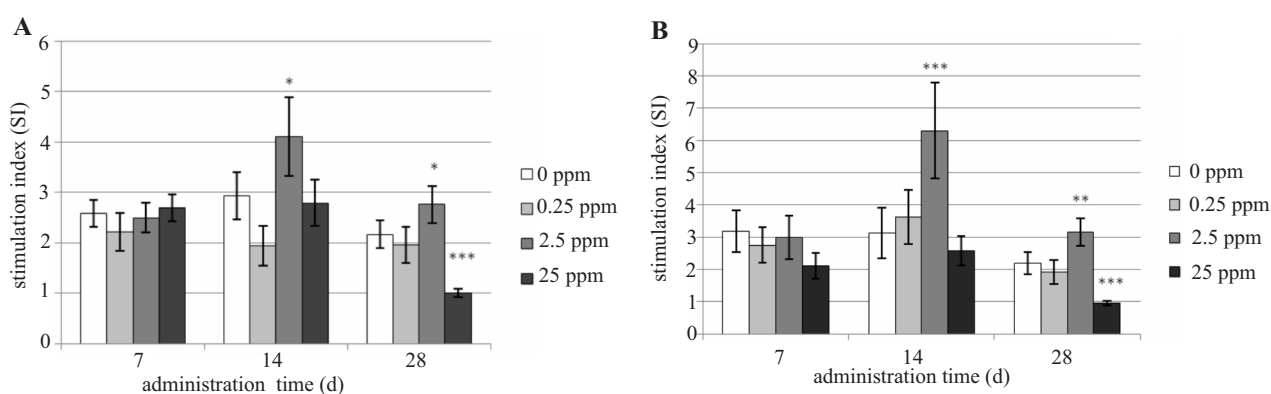 A
stimulation index (SI)
6
5
4
3
2
1
0
*
*
***
7 14 28
administration time (d)
0 ppm
0.25 ppm
2.5 ppm
25 ppm
B
stimulation index (SI)
9
8
7
6
5
4
3
2
1
0
***
**
***
7 14 28
administration time (d)
0 ppm
0.25 ppm
2.5 ppm
25 ppm